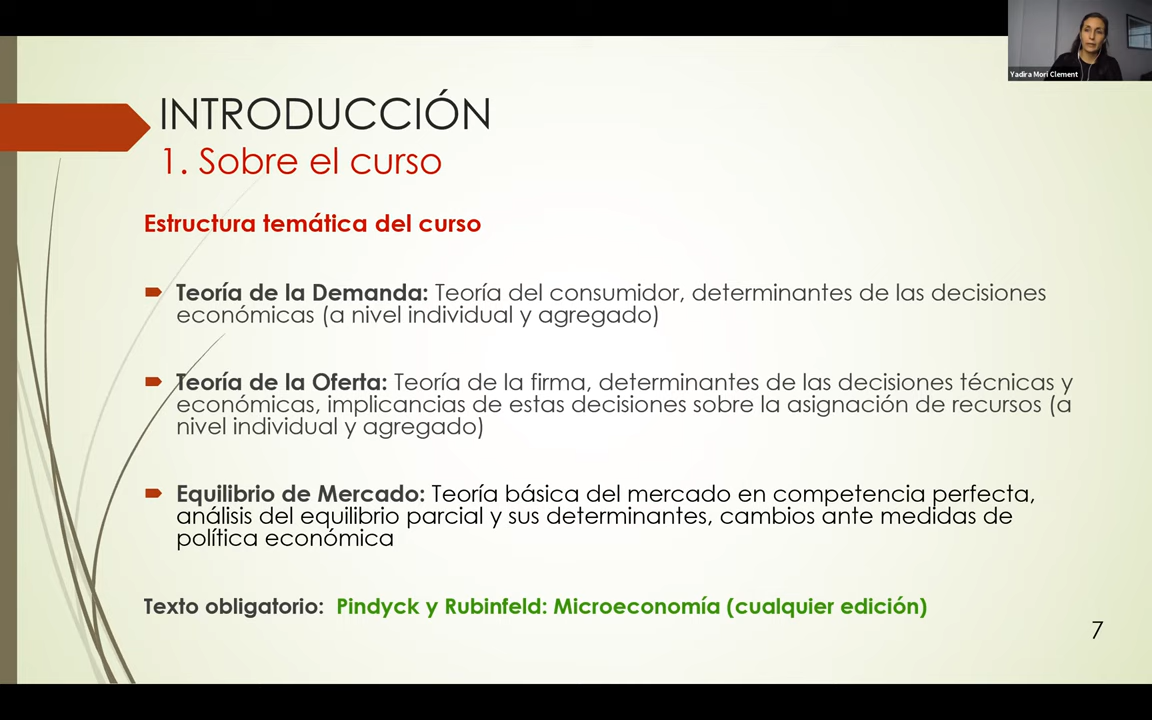 Yadira Mori Clement
INTRODUCCIÓN
1. Sobre el curso
Estructura temática del curso
Teoría de la Demanda: Teoría del consumidor, determinantes de las decisiones
económicas (a nivel individual y agregado)
Teoría de la Oferta: Teoría de la firma, determinantes de las decisiones técnicas y
económicas, implicancias de estas decisiones sobre la asignación de recursos (a
nivel individual y agregado)
Equilibrio de Mercado: Teoría básica del mercado en competencia perfecta,
análisis del equilibrio parcial y sus determinantes, cambios ante medidas de
política económica
Texto obligatorio: Pindyck y Rubinfeld: Microeconomía (cualquier edición)
7